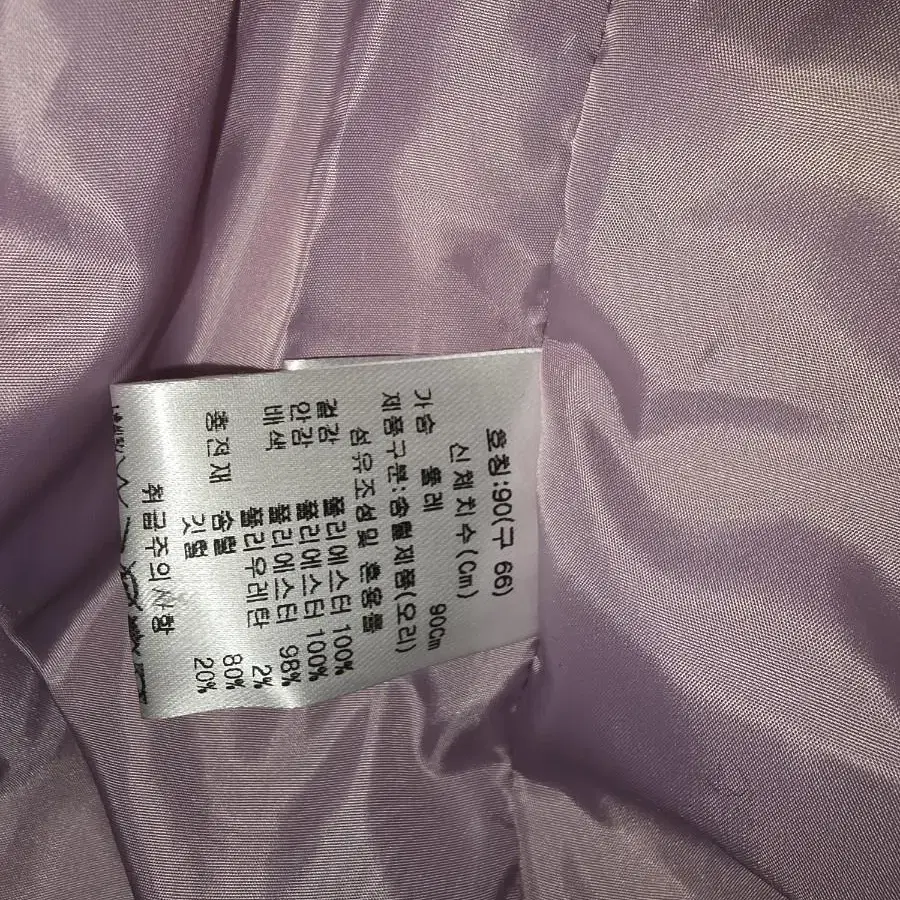 호칭:90(구 66)
신체치수(Cm)
가슴 둘레 90Cm
제품구분:솜털제품(오리)
섬유조성및 혼용률
겉감 폴리에스터 100%
안감 폴리에스터 100%
배색 폴리에스터 98%
폴리우레탄 2%
충전재 솜털 80%
깃털 20%
취급주의사항